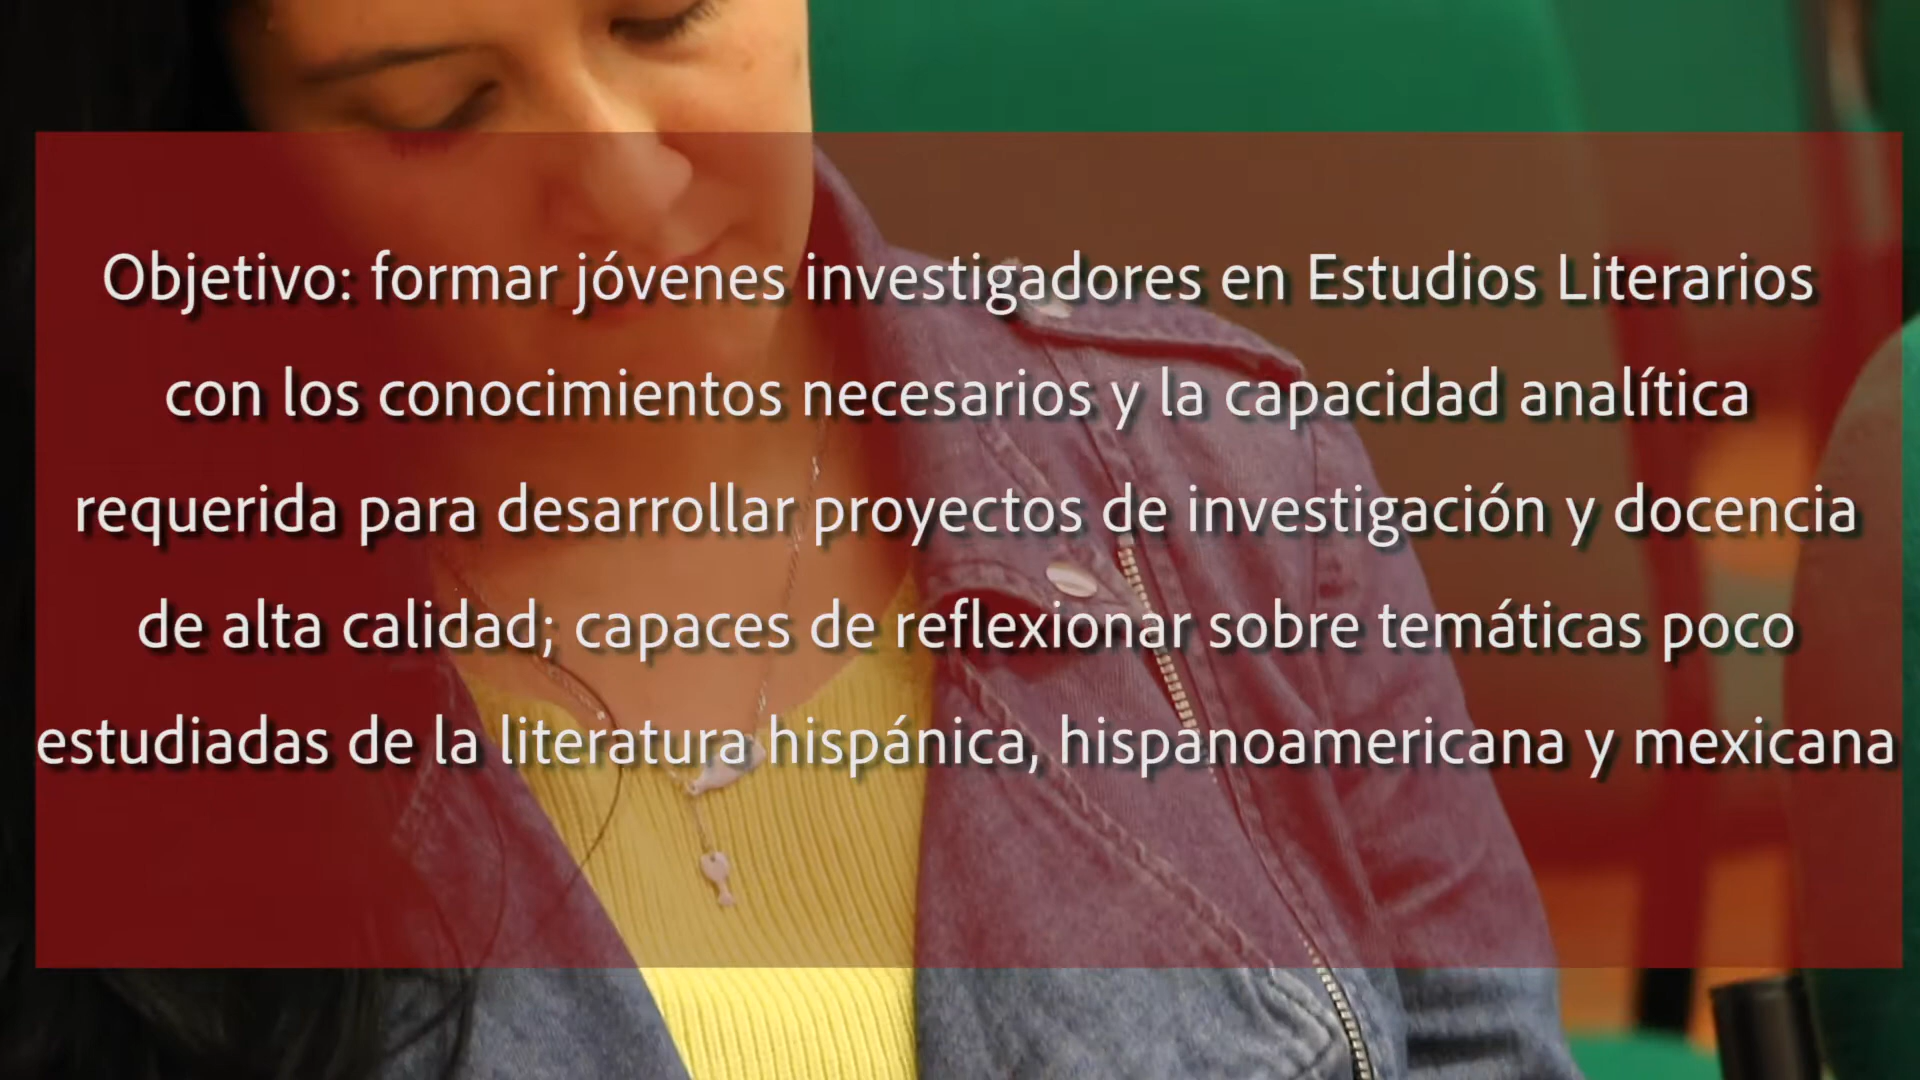 Objetivo: formar jóvenes investigadores en Estudios Literarios
con los conocimientos necesarios y la capacidad analítica
requerida para desarrollar proyectos de investigación y docencia
de alta calidad; capaces de reflexionar sobre temáticas poco
estudiadas de la literatura hispánica, hispanoamericana y mexicana